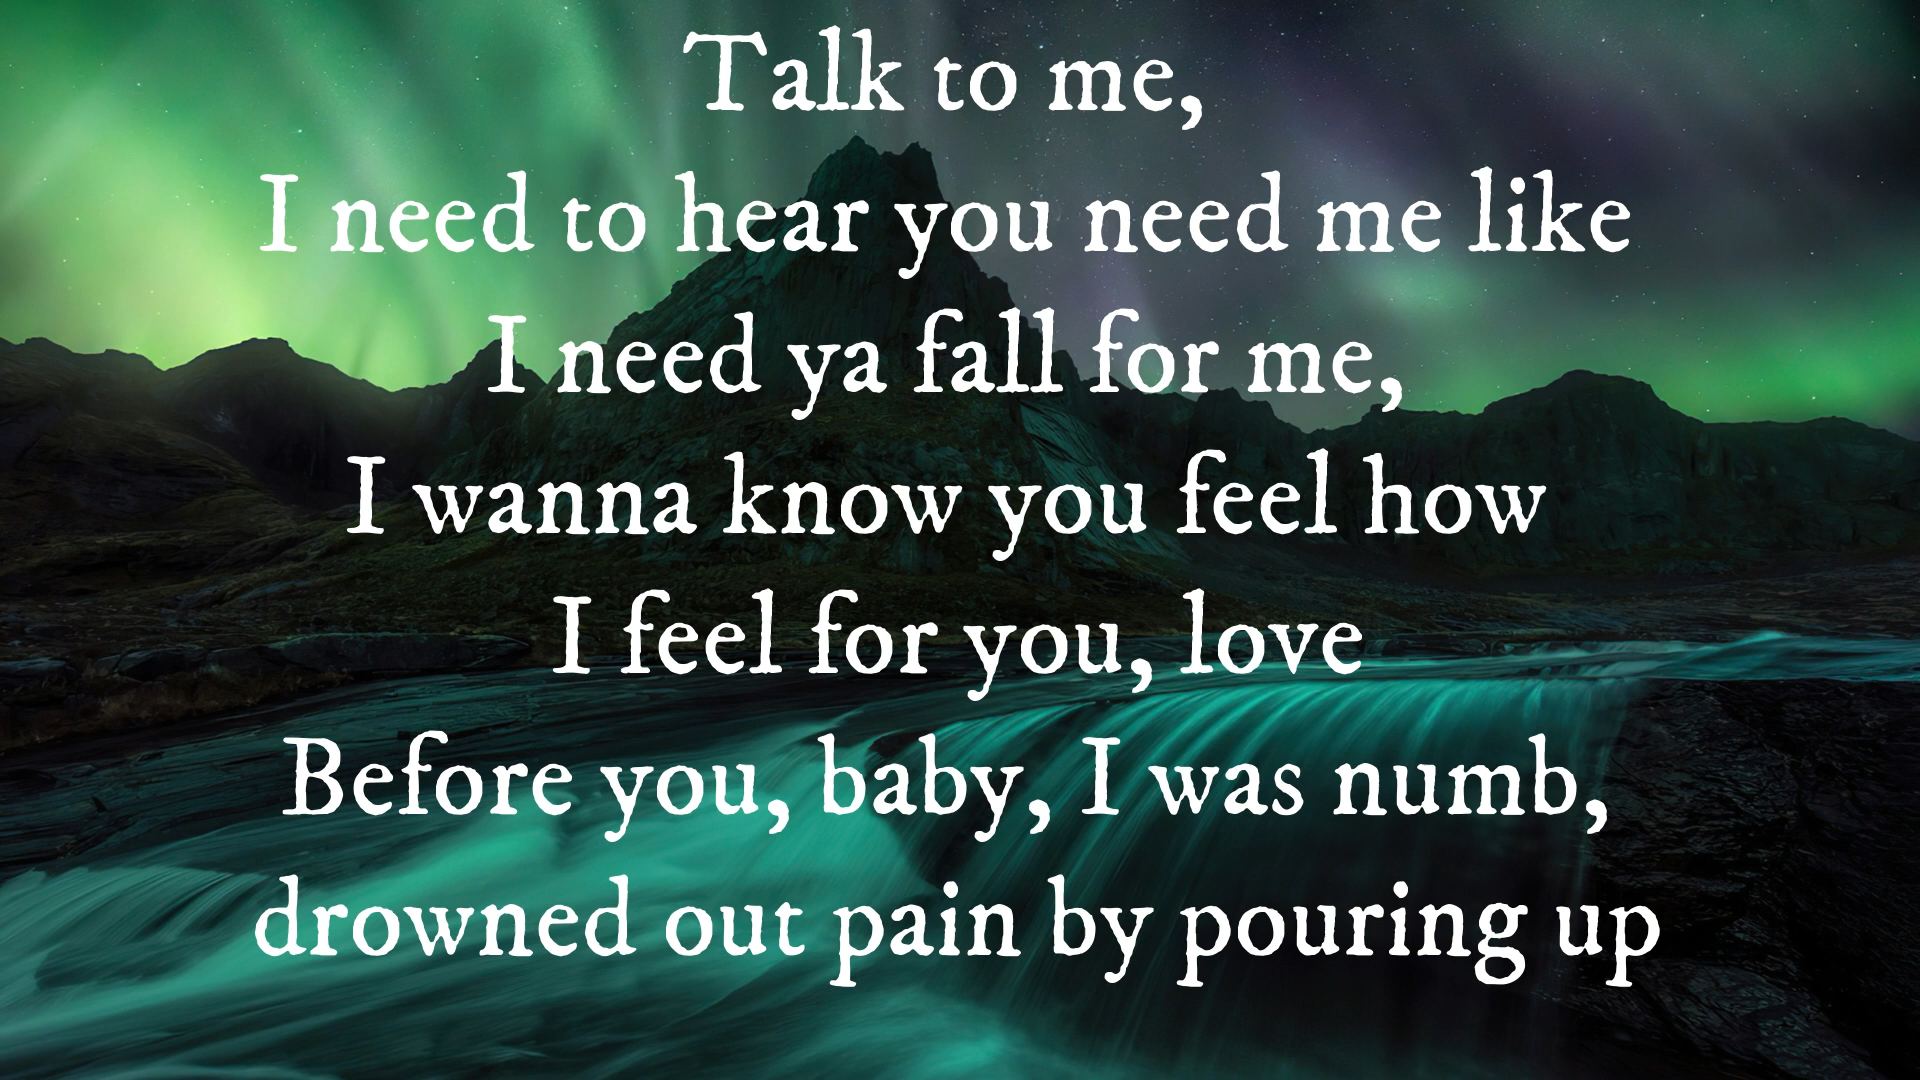 Talk to me,
I need to hear you need me like
I need ya fall for me,
I wanna know you feel how
I feel for you, love
Before you, baby, I was numb,
drowned out pain by pouring up